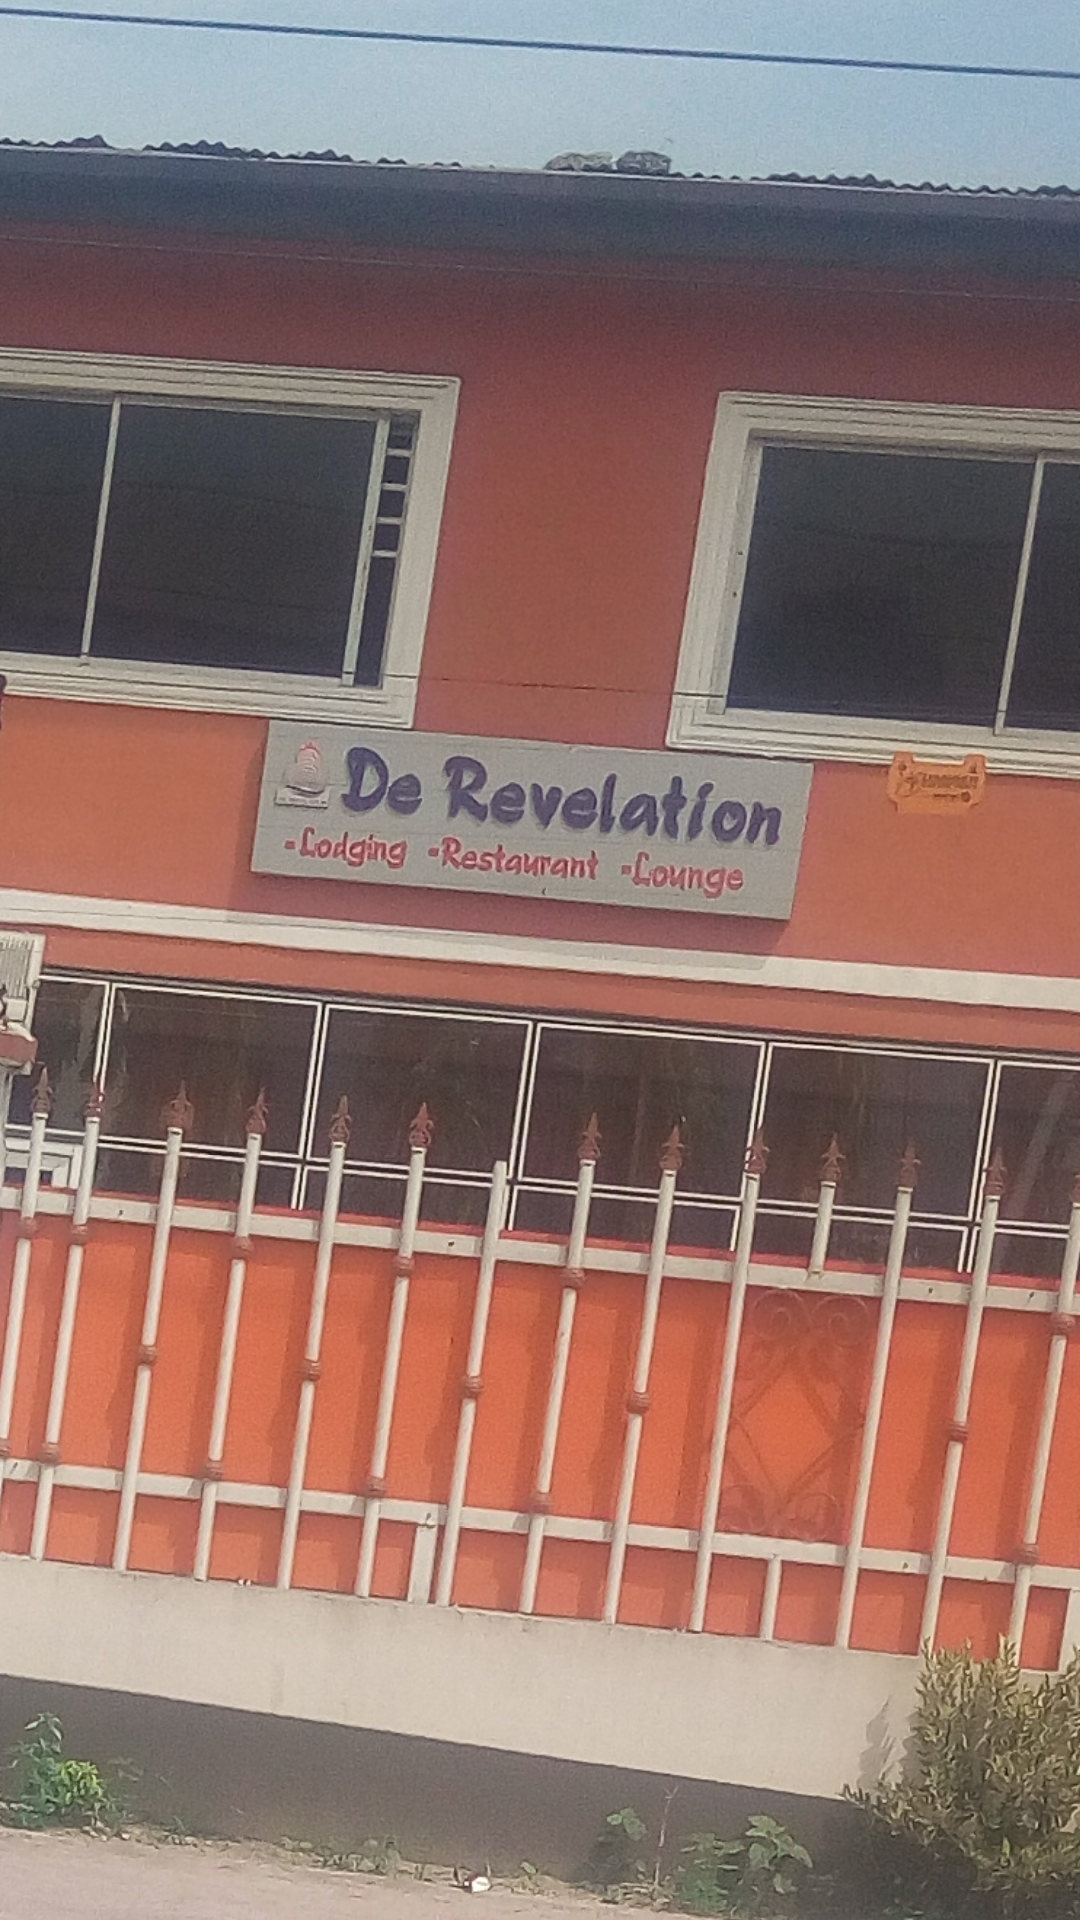 De Revelation
-Lodging -Restaurant -Lounge